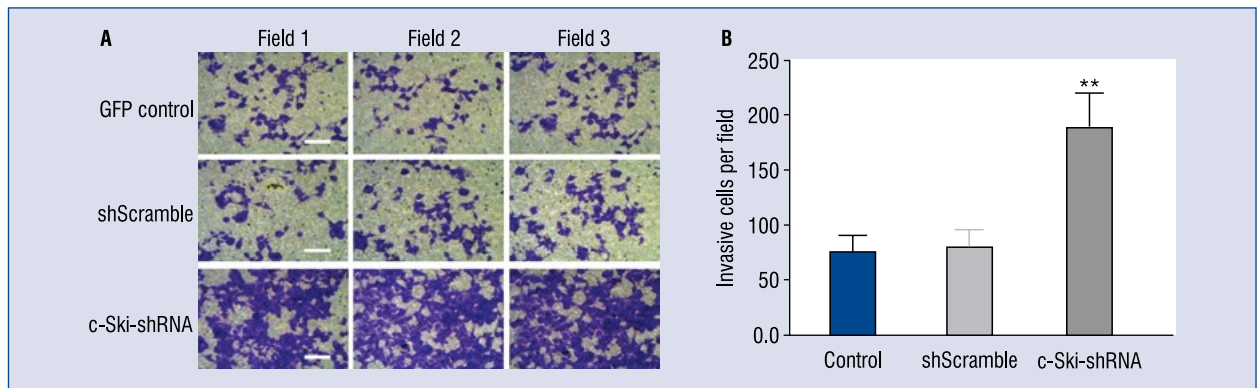 A
Field 1 Field 2 Field 3
GFP control
shScramble
c-Ski-shRNA
B
Invasive cells per field
250
200
150
100
50
0.0
**
Control shScramble c-Ski-shRNA